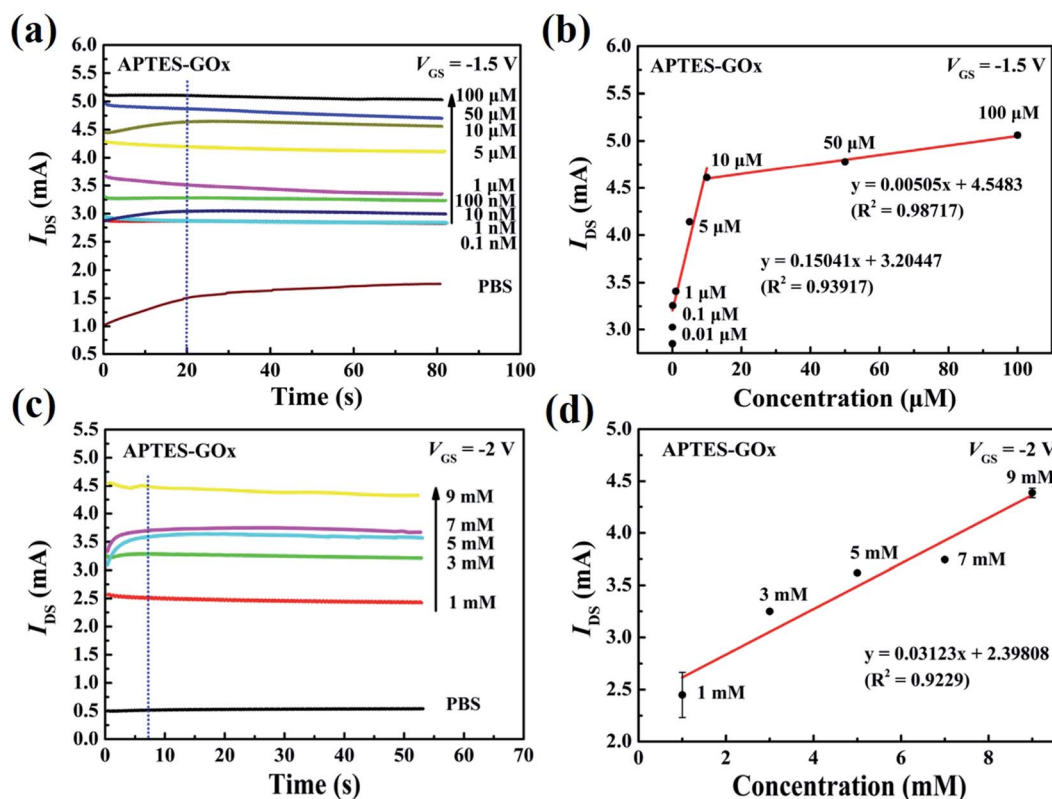 (a)
6.0
5.5
5.0
4.5
4.0
3.5
3.0
2.5
2.0
1.5
1.0
0.5
I_DS (mA)
APTES-GOx
V_GS = -1.5 V
100 μM
50 μM
10 μM
5 μM
1 μM
100 nM
10 nM
1 nM
0.1 nM
PBS
0 20 40 60 80 100
Time (s)
(b)
6.0
5.5
5.0
4.5
4.0
3.5
3.0
I_DS (mA)
APTES-GOx
V_GS = -1.5 V
100 μM
50 μM
10 μM
y = 0.00505x + 4.5483
(R² = 0.98717)
5 μM
y = 0.15041x + 3.20447
(R² = 0.93917)
1 μM
0.1 μM
0.01 μM
0 20 40 60 80 100
Concentration (μM)
(c)
5.5
5.0
4.5
4.0
3.5
3.0
2.5
2.0
1.5
1.0
0.5
0.0
I_DS (mA)
APTES-GOx
V_GS = -2 V
9 mM
7 mM
5 mM
3 mM
1 mM
PBS
0 10 20 30 40 50 60 70
Time (s)
(d)
5.0
4.5
4.0
3.5
3.0
2.5
2.0
I_DS (mA)
APTES-GOx
V_GS = -2 V
9 mM
5 mM
7 mM
3 mM
y = 0.03123x + 2.39808
(R² = 0.9229)
1 mM
0 2 4 6 8
Concentration (mM)